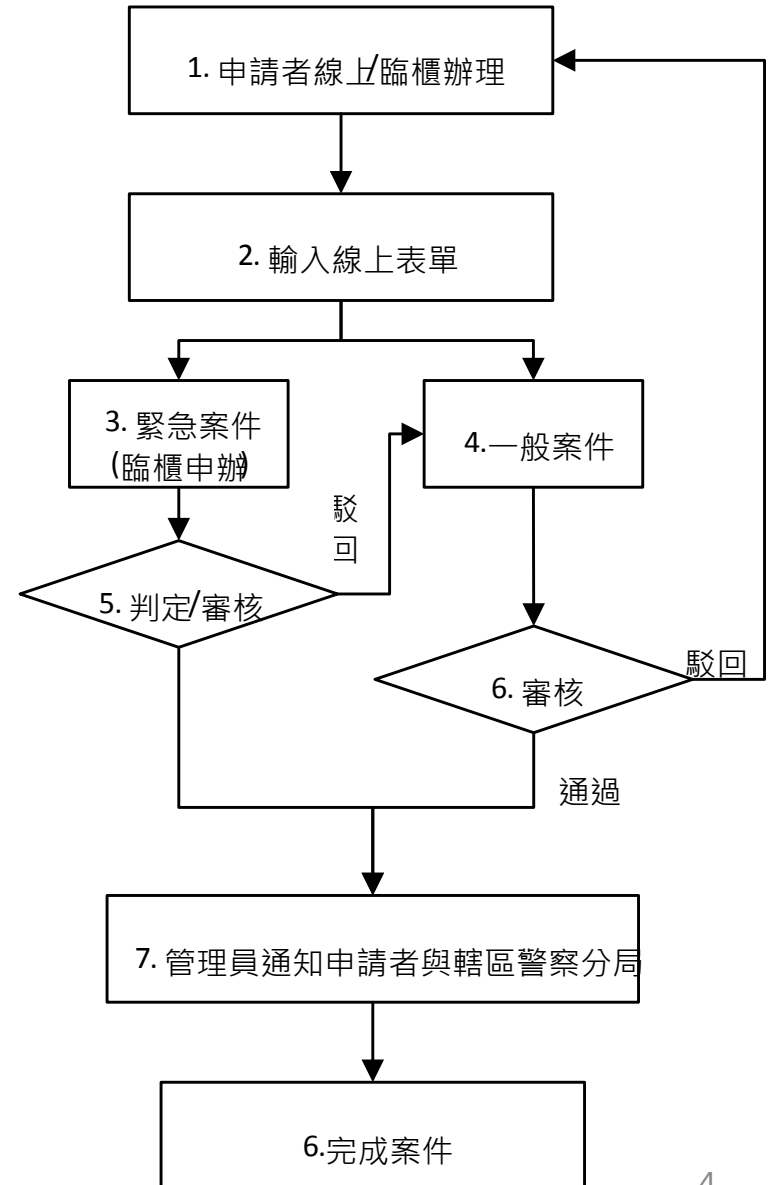 1. 申請者線上/臨櫃辦理
2. 輸入線上表單
3. 緊急案件
(臨櫃申辦)
4.一般案件
駁
回
5. 判定/審核
6. 審核
駁回
通過
7. 管理員通知申請者與轄區警察分局
6.完成案件
4